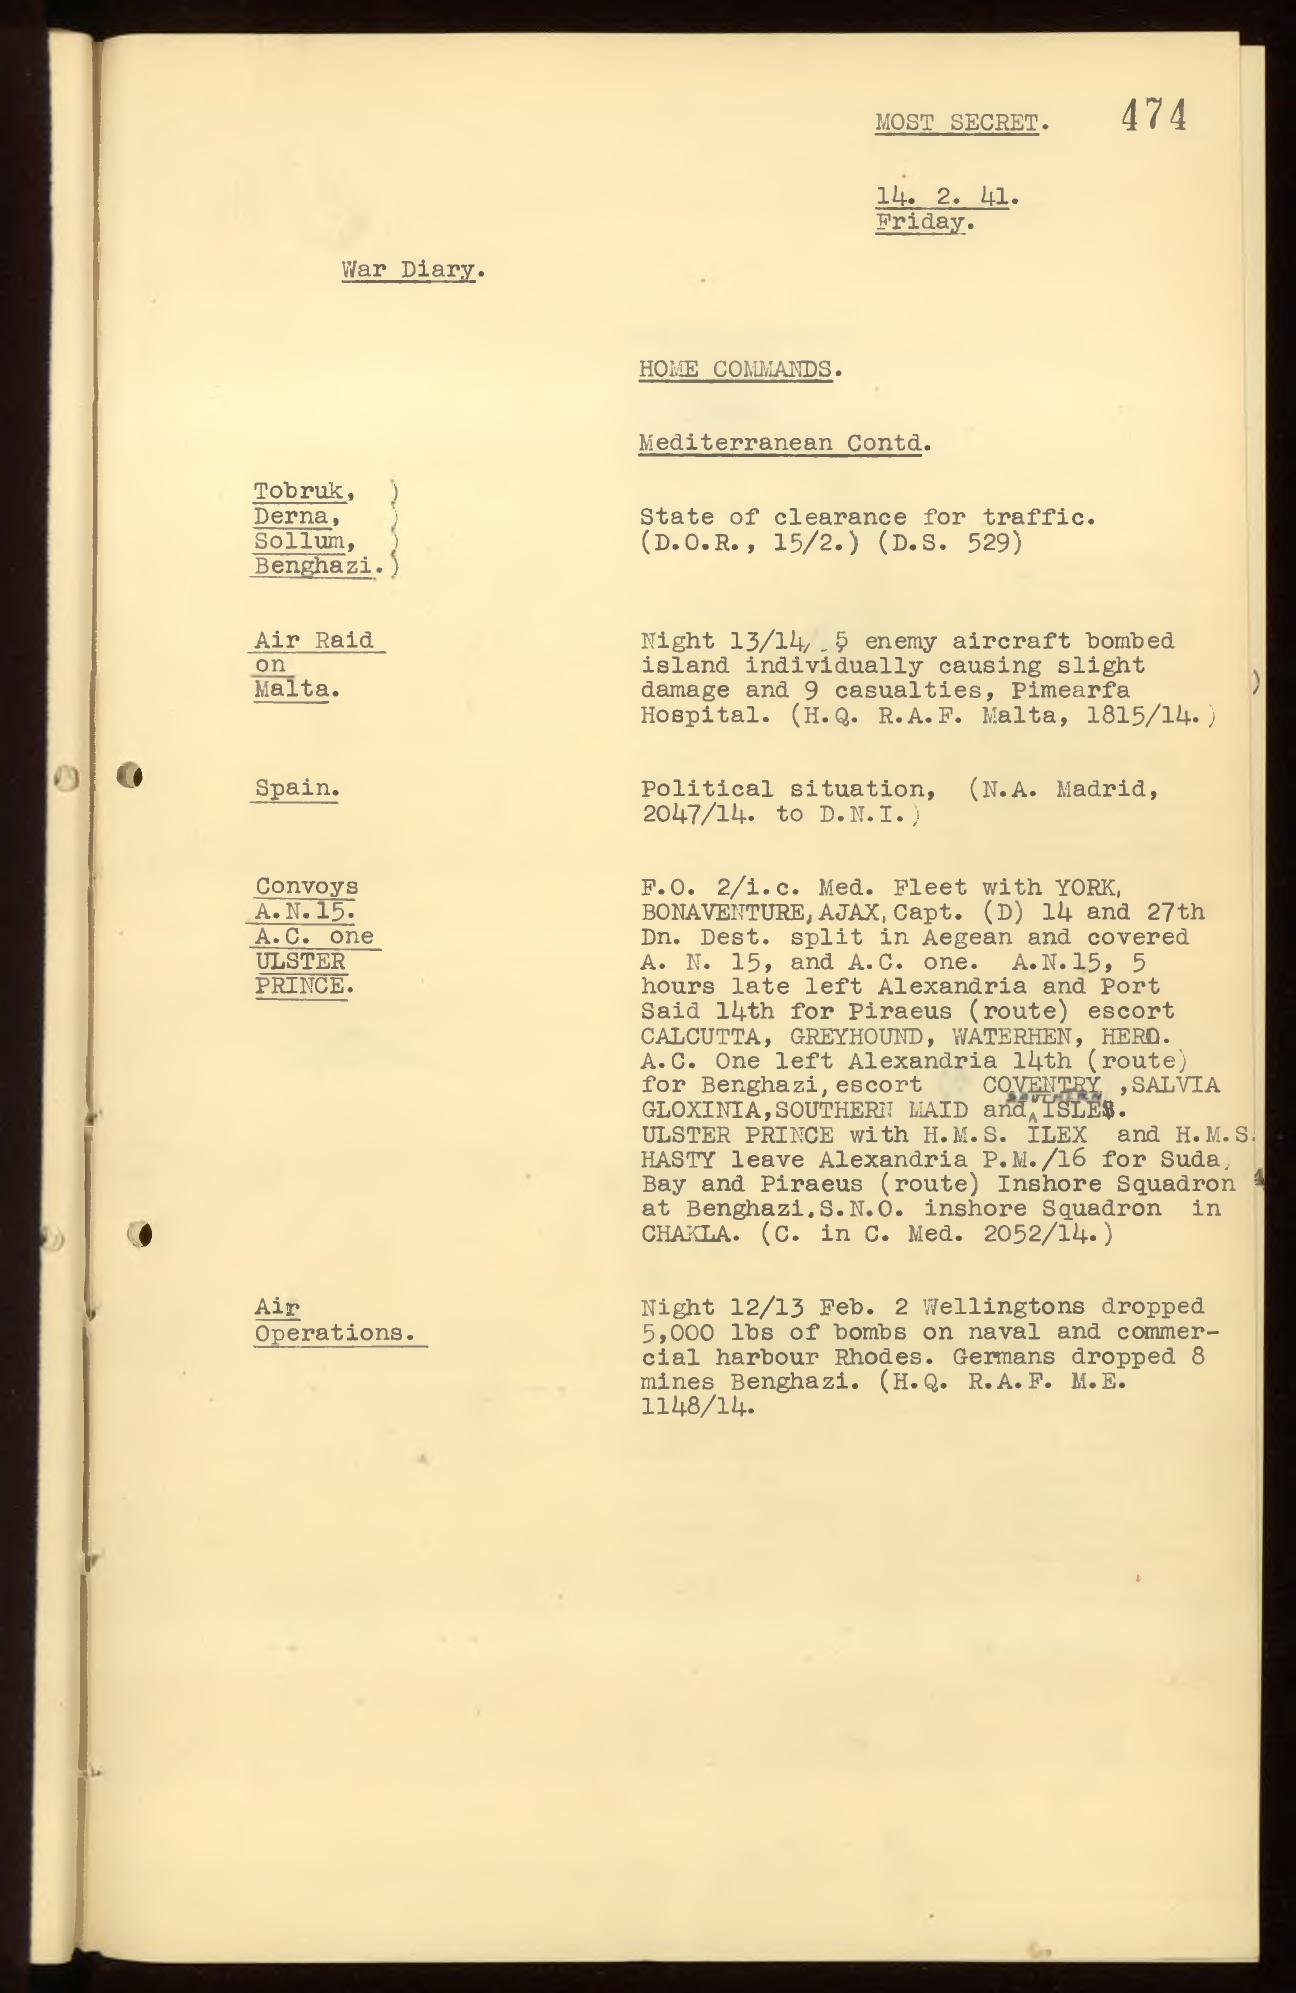 MOST SECRET. 474
14. 2. 41.
Friday.
War Diary.
HOME COMMANDS.
Mediterranean Contd.
Tobruk, )
Derna, )
Sollum, )
Benghazi. )
State of clearance for traffic.
(D.O.R., 15/2.) (D.S. 529)
Air Raid
on
Malta.
Night 13/14, 5 enemy aircraft bombed
island individually causing slight
damage and 9 casualties, Pimearfa
Hospital. (H.Q. R.A.F. Malta, 1815/14.)
Spain.
Political situation, (N.A. Madrid,
2047/14. to D.N.I.)
Convoys
A.N.15.
A.C. one
ULSTER
PRINCE.
F.O. 2/i.c. Med. Fleet with YORK,
BONAVENTURE, AJAX, Capt. (D) 14 and 27th
Dn. Dest. split in Aegean and covered
A. N. 15, and A.C. one. A.N.15, 5
hours late left Alexandria and Port
Said 14th for Piraeus (route) escort
CALCUTTA, GREYHOUND, WATERHEN, HERO.
A.C. One left Alexandria 14th (route)
for Benghazi, escort COVENTRY ,SALVIA
GLOXINIA, SOUTHERN MAID and SOUTHERN ISLES.
ULSTER PRINCE with H.M.S. ILEX and H.M.S.
HASTY leave Alexandria P.M./16 for Suda
Bay and Piraeus (route) Inshore Squadron
at Benghazi. S.N.O. inshore Squadron in
CHAKLA. (C. in C. Med. 2052/14.)
Air
Operations.
Night 12/13 Feb. 2 Wellingtons dropped
5,000 lbs of bombs on naval and commer-
cial harbour Rhodes. Germans dropped 8
mines Benghazi. (H.Q. R.A.F. M.E.
1148/14.